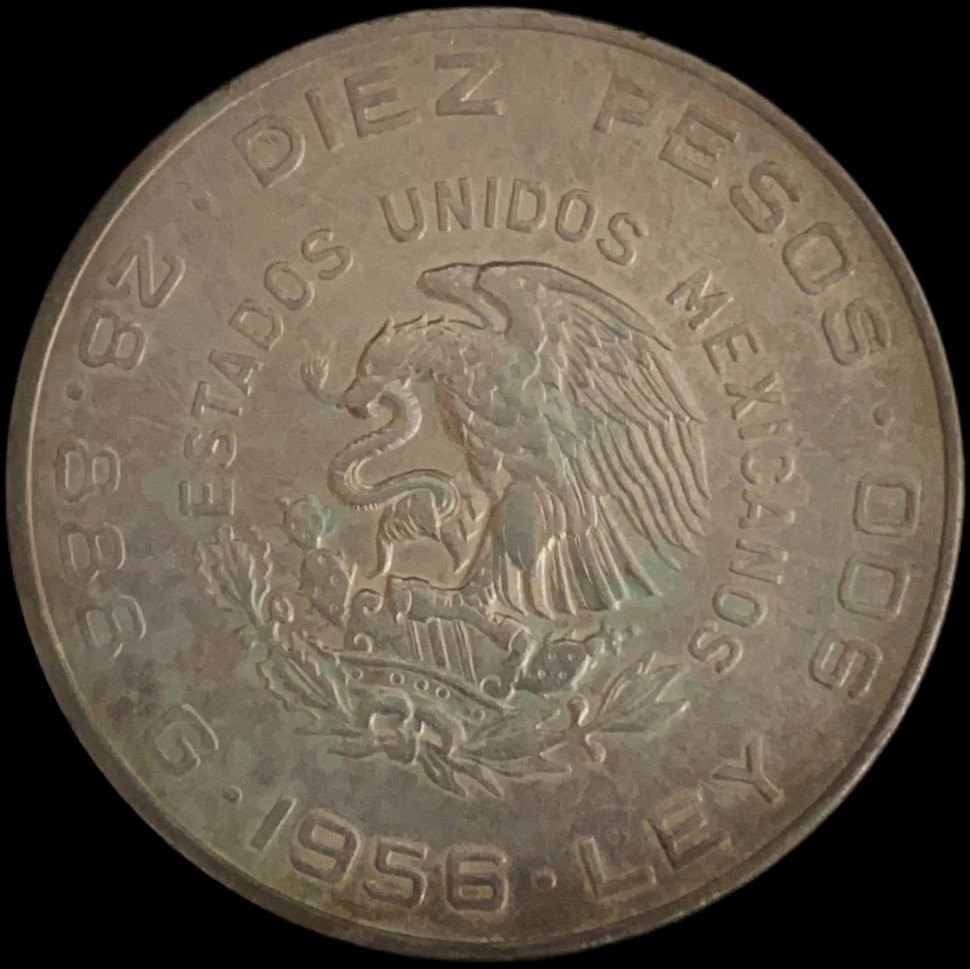 DIEZ PESOS
ESTADOS UNIDOS MEXICANOS
28.888 G·1956·LEY 900